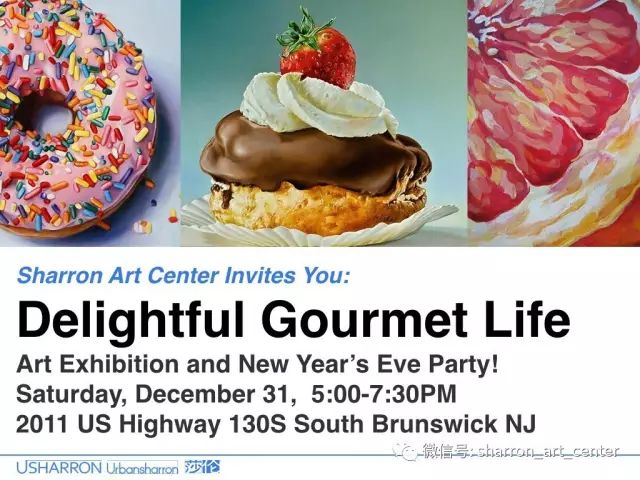 Sharron Art Center Invites You:
Delightful Gourmet Life
Art Exhibition and New Year's Eve Party!
Saturday, December 31, 5:00-7:30PM
2011 US Highway 130S South Brunswick NJ
微信号: sharron_art_center
USHARRON Urbansharron 莎伦